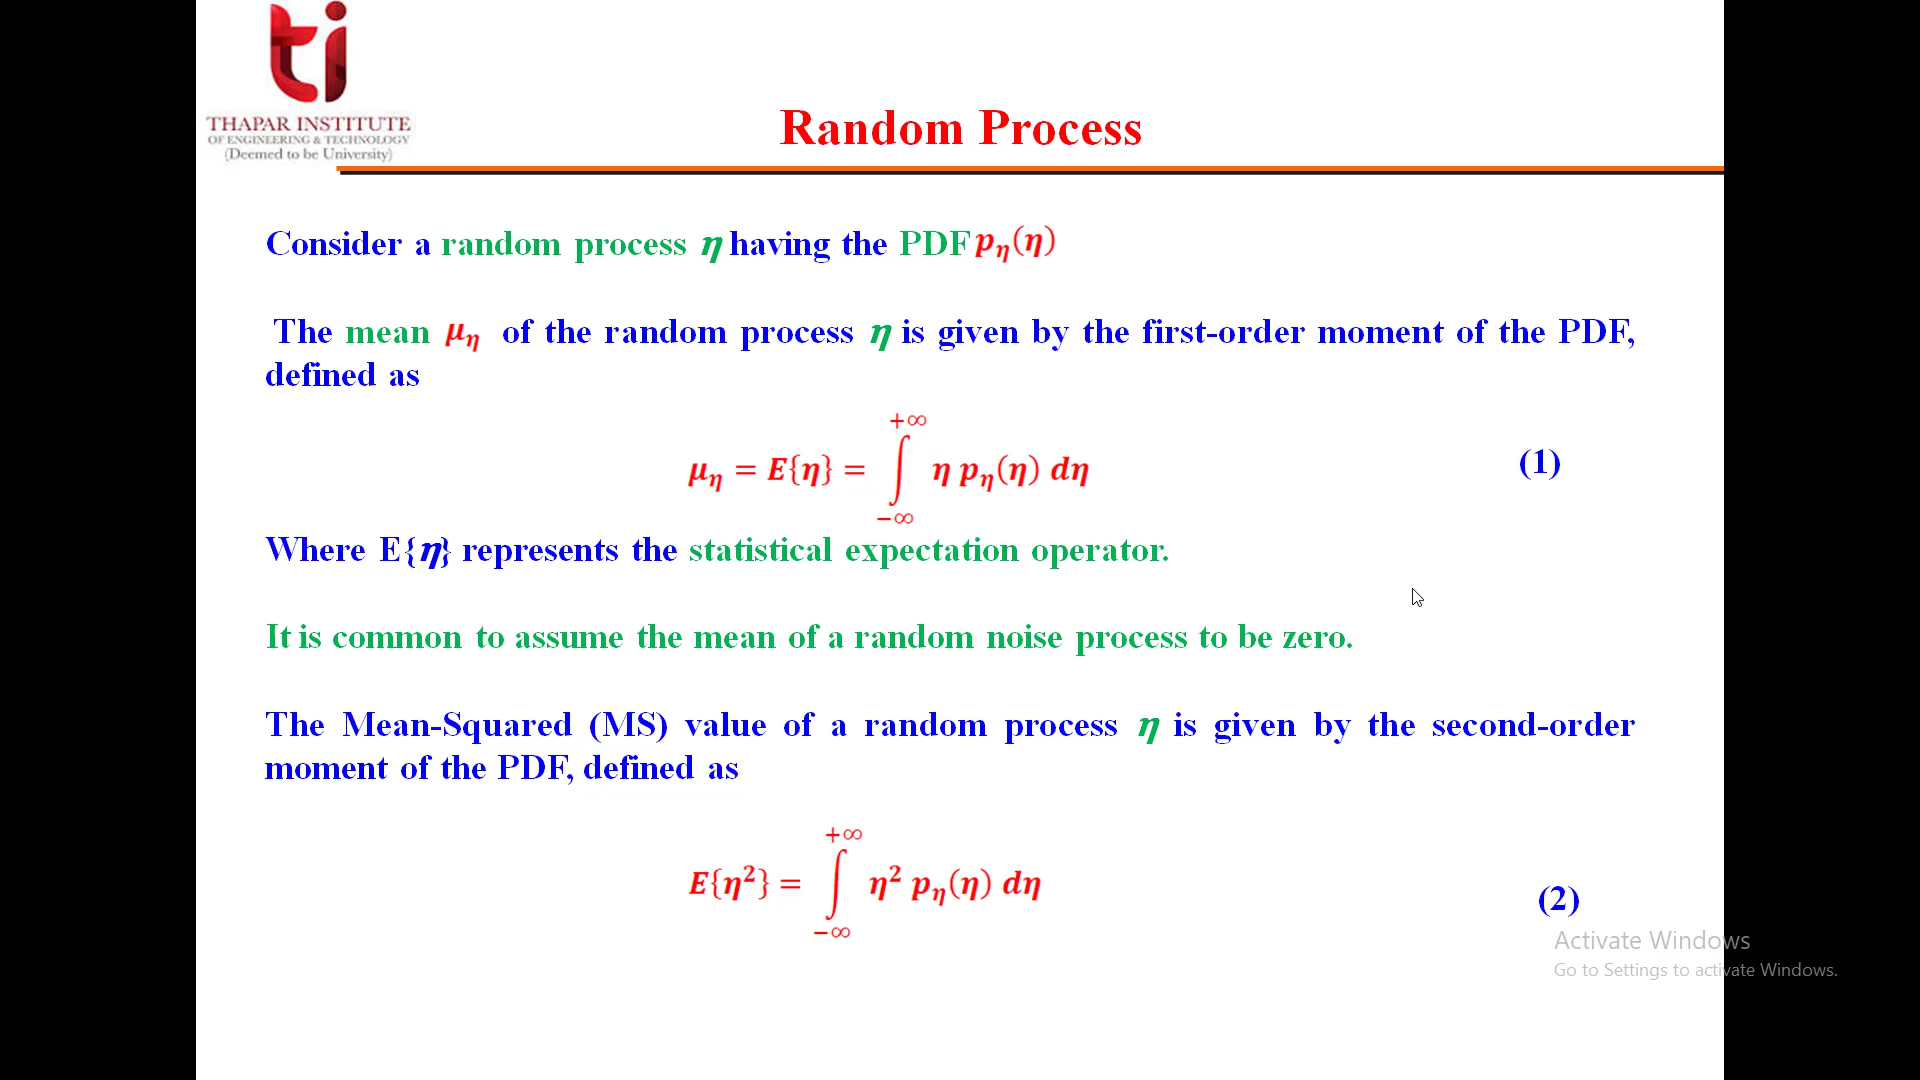 ti
THAPAR INSTITUTE
OF ENGINEERING & TECHNOLOGY
(Deemed to be University)
Random Process
Consider a random process η having the PDF pη(η)
The mean μη of the random process η is given by the first-order moment of the PDF,
defined as
μη = E{η} = ∫_{-∞}^{+∞} η pη(η) dη (1)
Where E{η} represents the statistical expectation operator.
It is common to assume the mean of a random noise process to be zero.
The Mean-Squared (MS) value of a random process η is given by the second-order
moment of the PDF, defined as
E{η²} = ∫_{-∞}^{+∞} η² pη(η) dη (2)
Activate Windows
Go to Settings to activate Windows.